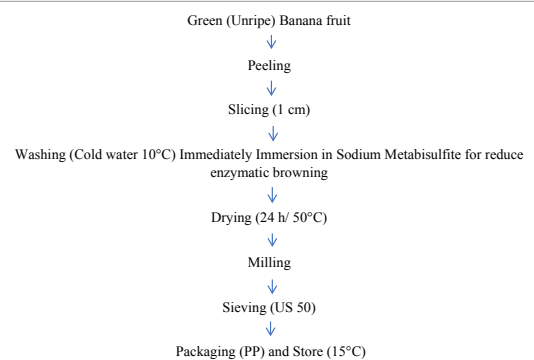 Green (Unripe) Banana fruit
Peeling
Slicing (1 cm)
Washing (Cold water 10°C) Immediately Immersion in Sodium Metabisulfite for reduce
enzymatic browning
Drying (24 h/ 50°C)
Milling
Sieving (US 50)
Packaging (PP) and Store (15°C)